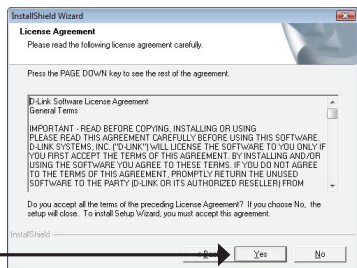 InstallShield Wizard
License Agreement
Please read the following license agreement carefully.
Press the PAGE DOWN key to see the rest of the agreement.
D-Link Software License Agreement
General Terms
IMPORTANT - READ BEFORE COPYING, INSTALLING OR USING
PLEASE READ THIS AGREEMENT CAREFULLY BEFORE USING THIS SOFTWARE.
D-LINK SYSTEMS, INC. ("D-LINK") WILL LICENSE THE SOFTWARE TO YOU ONLY IF
YOU FIRST ACCEPT THE TERMS OF THIS AGREEMENT. BY INSTALLING AND/OR
USING THE SOFTWARE YOU AGREE TO THESE TERMS. IF YOU DO NOT AGREE
TO THE TERMS OF THIS AGREEMENT, PROMPTLY RETURN THE UNUSED
SOFTWARE TO THE PARTY (D-LINK OR ITS AUTHORIZED RESELLER) FROM
Do you accept all the terms of the preceding License Agreement? If you choose No, the
setup will close. To install Setup Wizard, you must accept this agreement.
InstallShield
Yes
No